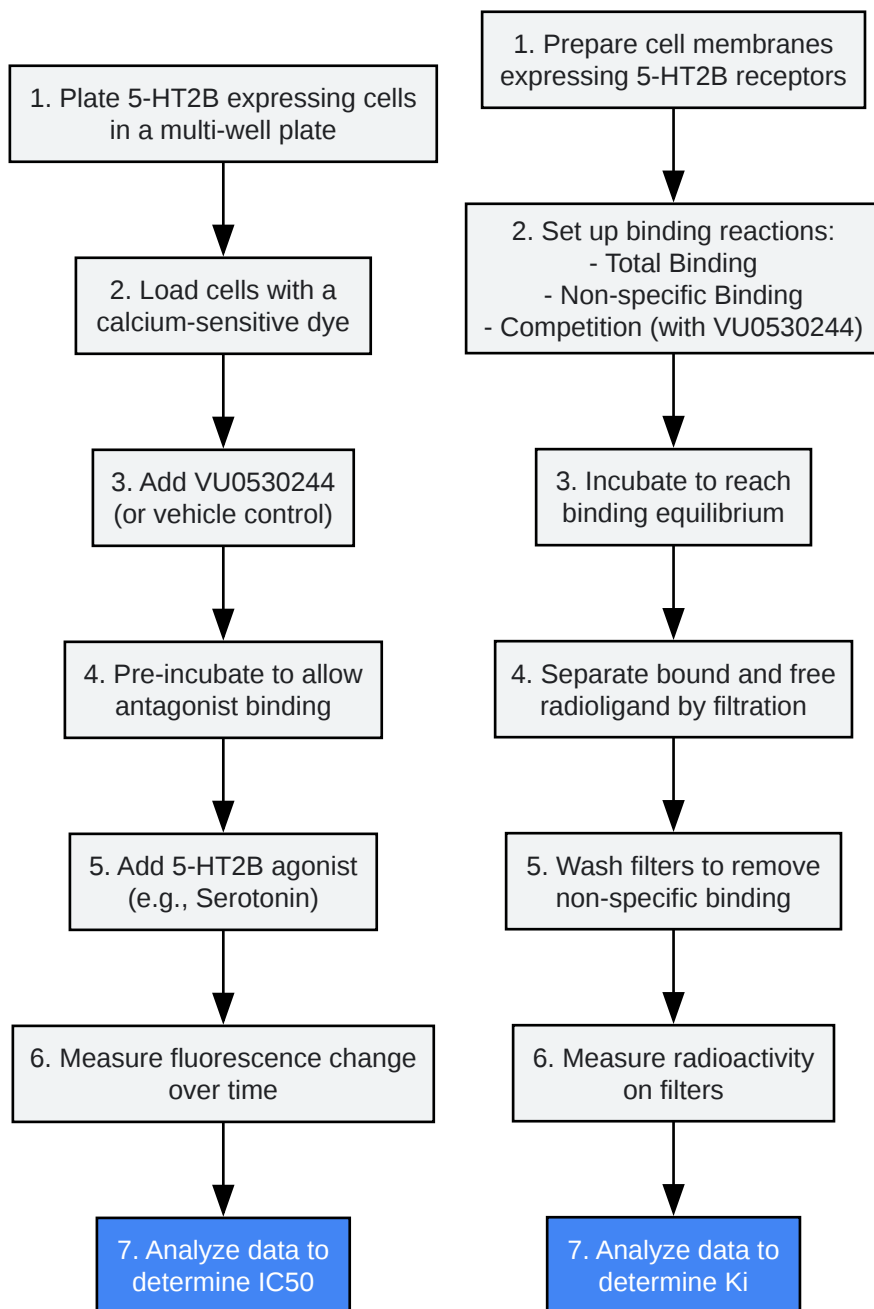 1. Plate 5-HT2B expressing cells
in a multi-well plate
2. Load cells with a
calcium-sensitive dye
3. Add VU0530244
(or vehicle control)
4. Pre-incubate to allow
antagonist binding
5. Add 5-HT2B agonist
(e.g., Serotonin)
6. Measure fluorescence change
over time
7. Analyze data to
determine IC50
1. Prepare cell membranes
expressing 5-HT2B receptors
2. Set up binding reactions:
- Total Binding
- Non-specific Binding
- Competition (with VU0530244)
3. Incubate to reach
binding equilibrium
4. Separate bound and free
radioligand by filtration
5. Wash filters to remove
non-specific binding
6. Measure radioactivity
on filters
7. Analyze data to
determine Ki